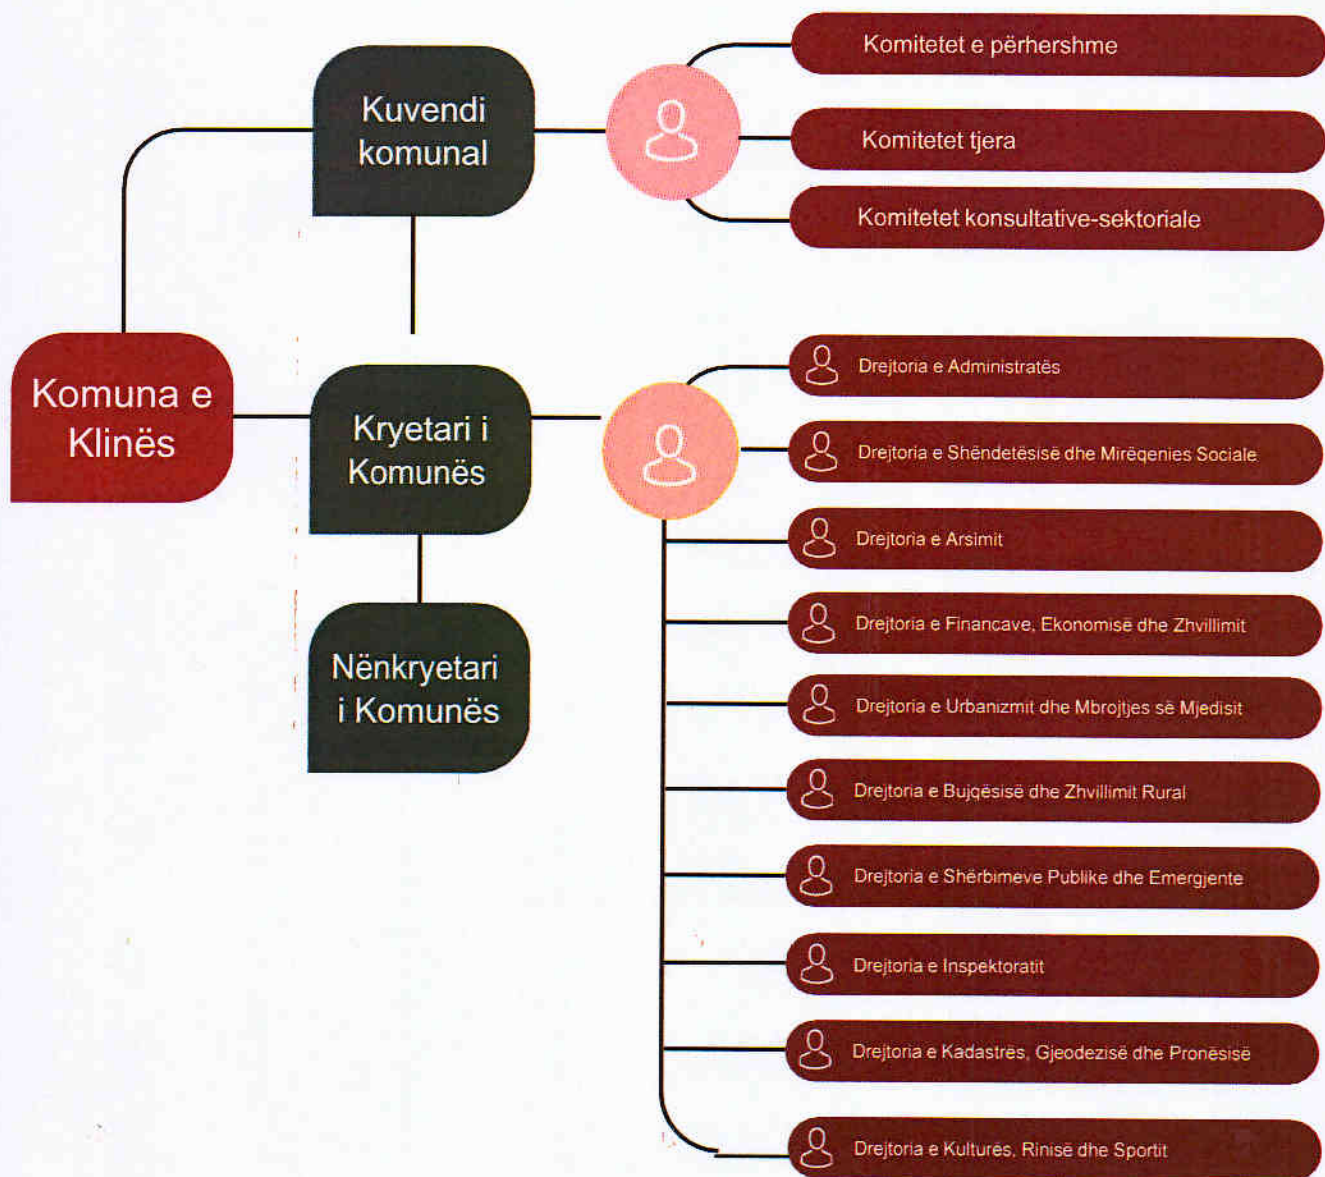 Komitetet e përhershme
Kuvendi
komunal
Komitetet tjera
Komitetet konsultative-sektoriale
Komuna e
Klinës
Kryetari i
Komunës
Nënkryetari
i Komunës
Drejtoria e Administratës
Drejtoria e Shëndetësisë dhe Mirëqenies Sociale
Drejtoria e Arsimit
Drejtoria e Financave, Ekonomisë dhe Zhvillimit
Drejtoria e Urbanizmit dhe Mbrojtjes së Mjedisit
Drejtoria e Bujqësisë dhe Zhvillimit Rural
Drejtoria e Shërbimeve Publike dhe Emergjente
Drejtoria e Inspektoratit
Drejtoria e Kadastrës, Gjeodezisë dhe Pronësisë
Drejtoria e Kulturës, Rinisë dhe Sportit